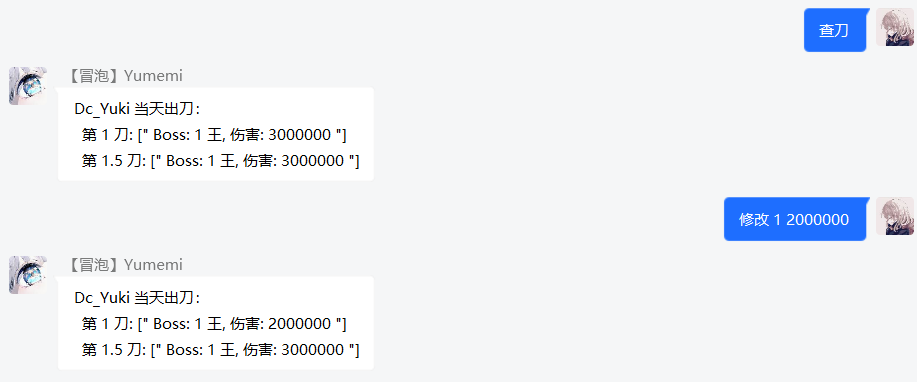 查刀
【冒泡】Yumemi
Dc_Yuki 当天出刀：
第 1 刀: [" Boss: 1 王, 伤害: 3000000 "]
第 1.5 刀: [" Boss: 1 王, 伤害: 3000000 "]
修改 1 2000000
【冒泡】Yumemi
Dc_Yuki 当天出刀：
第 1 刀: [" Boss: 1 王, 伤害: 2000000 "]
第 1.5 刀: [" Boss: 1 王, 伤害: 3000000 "]